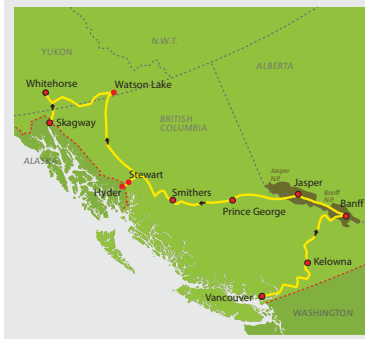 N.W.T.
YUKON
ALBERTA
Whitehorse
Watson Lake
BRITISH
COLUMBIA
Skagway
ALASKA
Stewart
Hyder
Smithers
Prince George
Jasper
N.P.
Jasper
Banff
N.P.
Banff
Kelowna
Vancouver
WASHINGTON